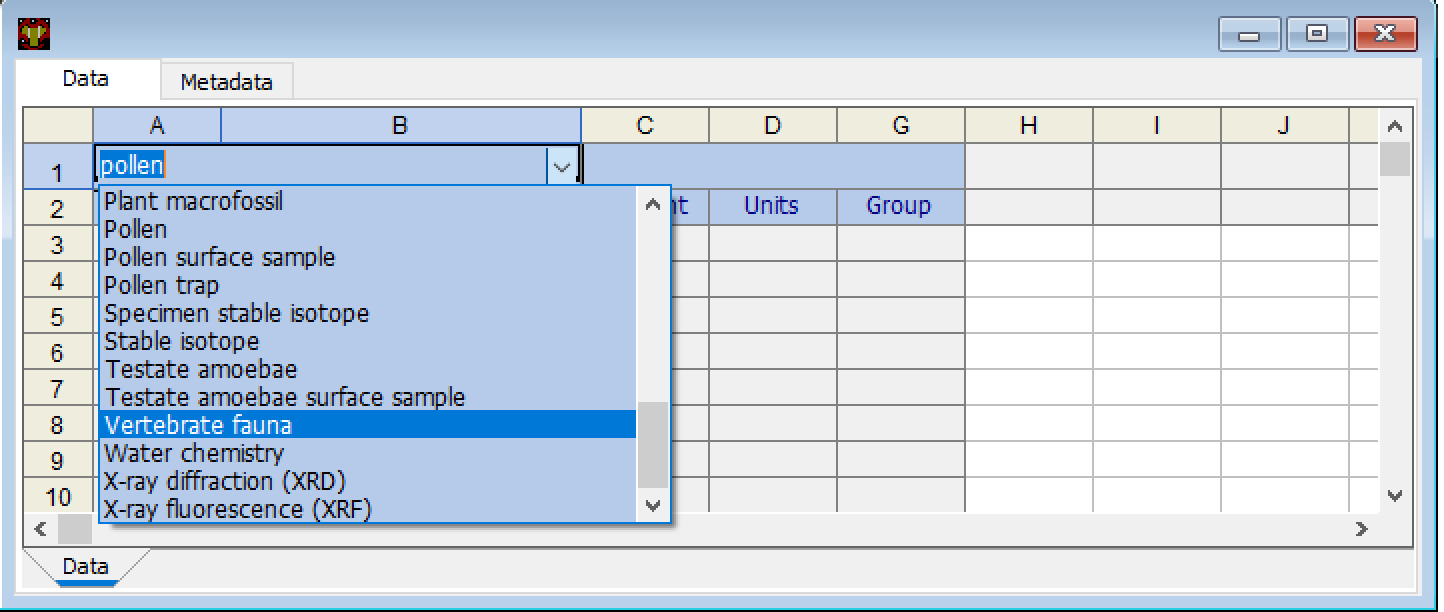 Data Metadata
A B C D G H I J
1 pollen
2 nt Units Group
Plant macrofossil
Pollen
3
Pollen surface sample
4 Pollen trap
5 Specimen stable isotope
6 Stable isotope
Testate amoebae
7 Testate amoebae surface sample
8 Vertebrate fauna
9 Water chemistry
X-ray diffraction (XRD)
10 X-ray fluorescence (XRF)
Data